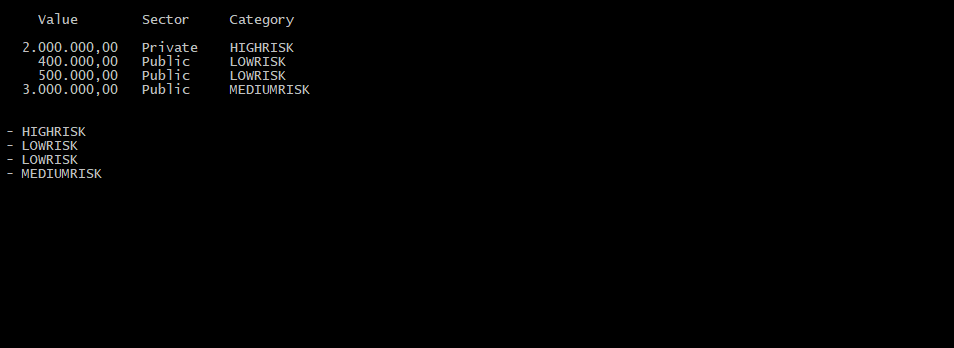 Value Sector Category
2.000.000,00 Private HIGHRISK
400.000,00 Public LOWRISK
500.000,00 Public LOWRISK
3.000.000,00 Public MEDIUMRISK
- HIGHRISK
- LOWRISK
- LOWRISK
- MEDIUMRISK